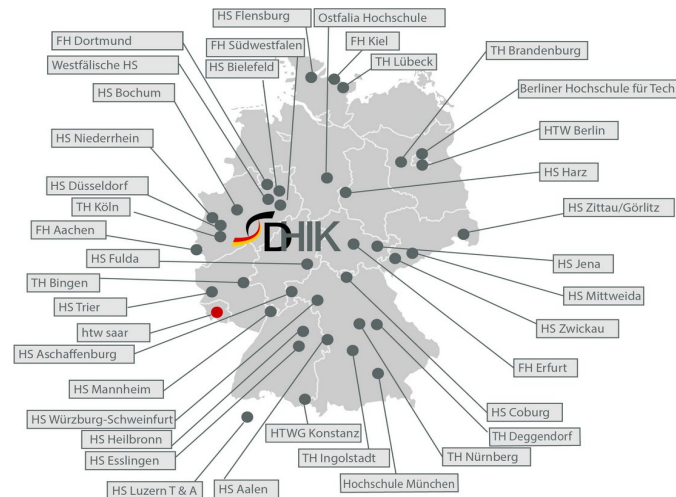 HS Flensburg
Ostfalia Hochschule
FH Dortmund
FH Südwestfalen
FH Kiel
TH Brandenburg
Westfälische HS
HS Bielefeld
TH Lübeck
HS Bochum
Berliner Hochschule für Tech
HTW Berlin
HS Niederrhein
HS Harz
HS Düsseldorf
TH Köln
HS Zittau/Görlitz
FH Aachen
DHIK
HS Fulda
HS Jena
TH Bingen
HS Mittweida
HS Trier
htw saar
HS Zwickau
HS Aschaffenburg
FH Erfurt
HS Mannheim
HS Würzburg-Schweinfurt
HS Coburg
HTWG Konstanz
HS Heilbronn
TH Deggendorf
HS Esslingen
TH Ingolstadt
TH Nürnberg
Hochschule München
HS Luzern T & A
HS Aalen